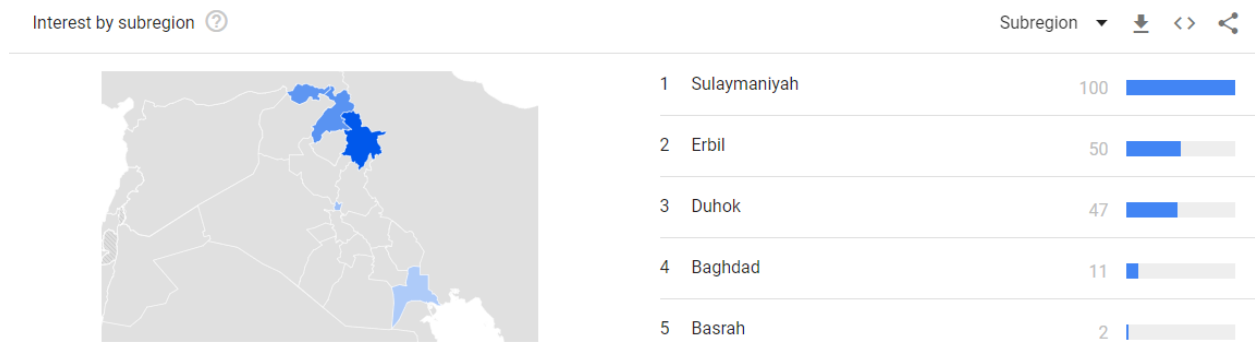 Interest by subregion
Subregion
1 Sulaymaniyah 100
2 Erbil 50
3 Duhok 47
4 Baghdad 11
5 Basrah 2